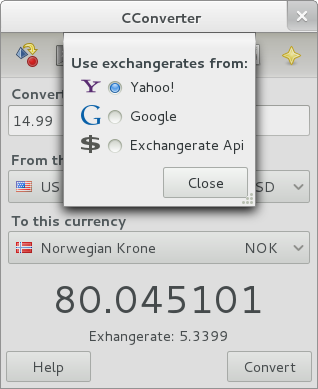 CConverter
Use exchangerates from:
Yahoo!
Google
Exchangerate Api
Close
Convert
14.99
From th
US
SD
To this currency
Norwegian Krone NOK
80.045101
Exhangerate: 5.3399
Help Convert